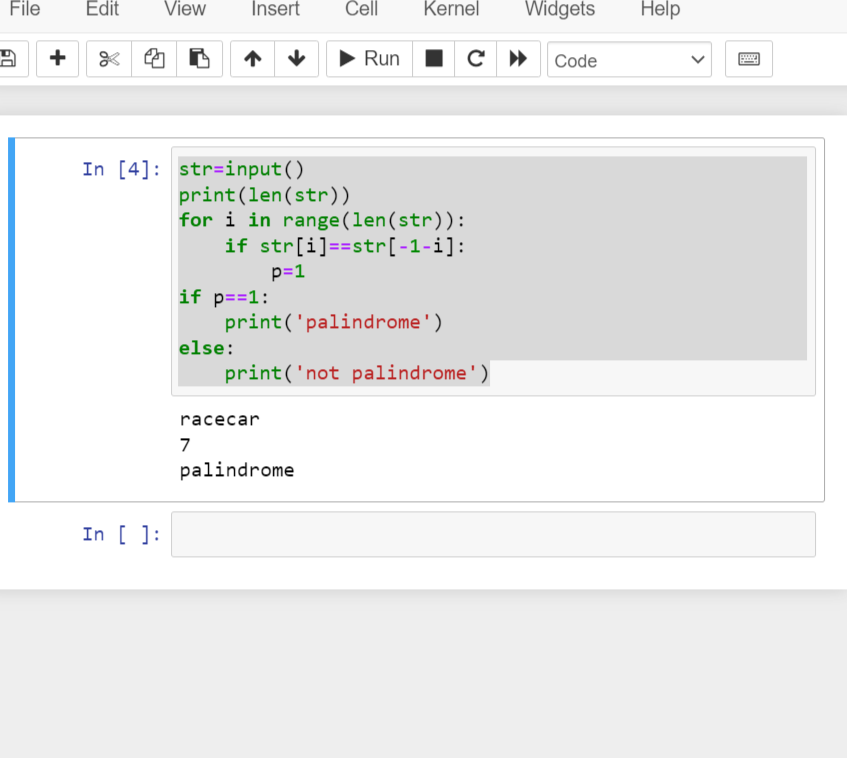 File Edit View Insert Cell Kernel Widgets Help
Run Code
In [4]: str=input()
print(len(str))
for i in range(len(str)):
    if str[i]==str[-1-i]:
        p=1
if p==1:
    print('palindrome')
else:
    print('not palindrome')
racecar
7
palindrome
In [ ]: